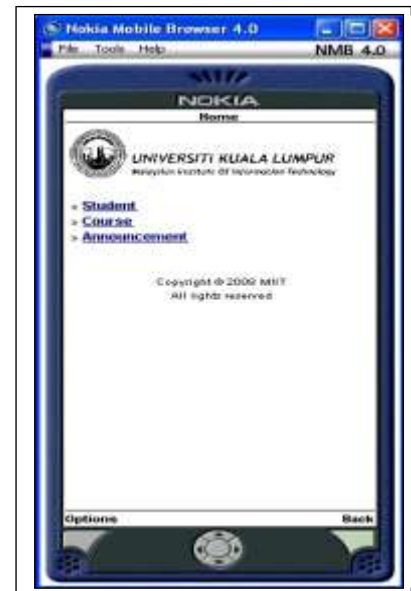 Nokia Mobile Browser 4.0
File Tools Help NMB 4.0
NOKIA
Home
UNIVERSITI KUALA LUMPUR
Malaysian Institute Of Information Technology
» Student
» Course
» Announcement
Copyright © 2008 MIIT
All rights reserved
Options Back